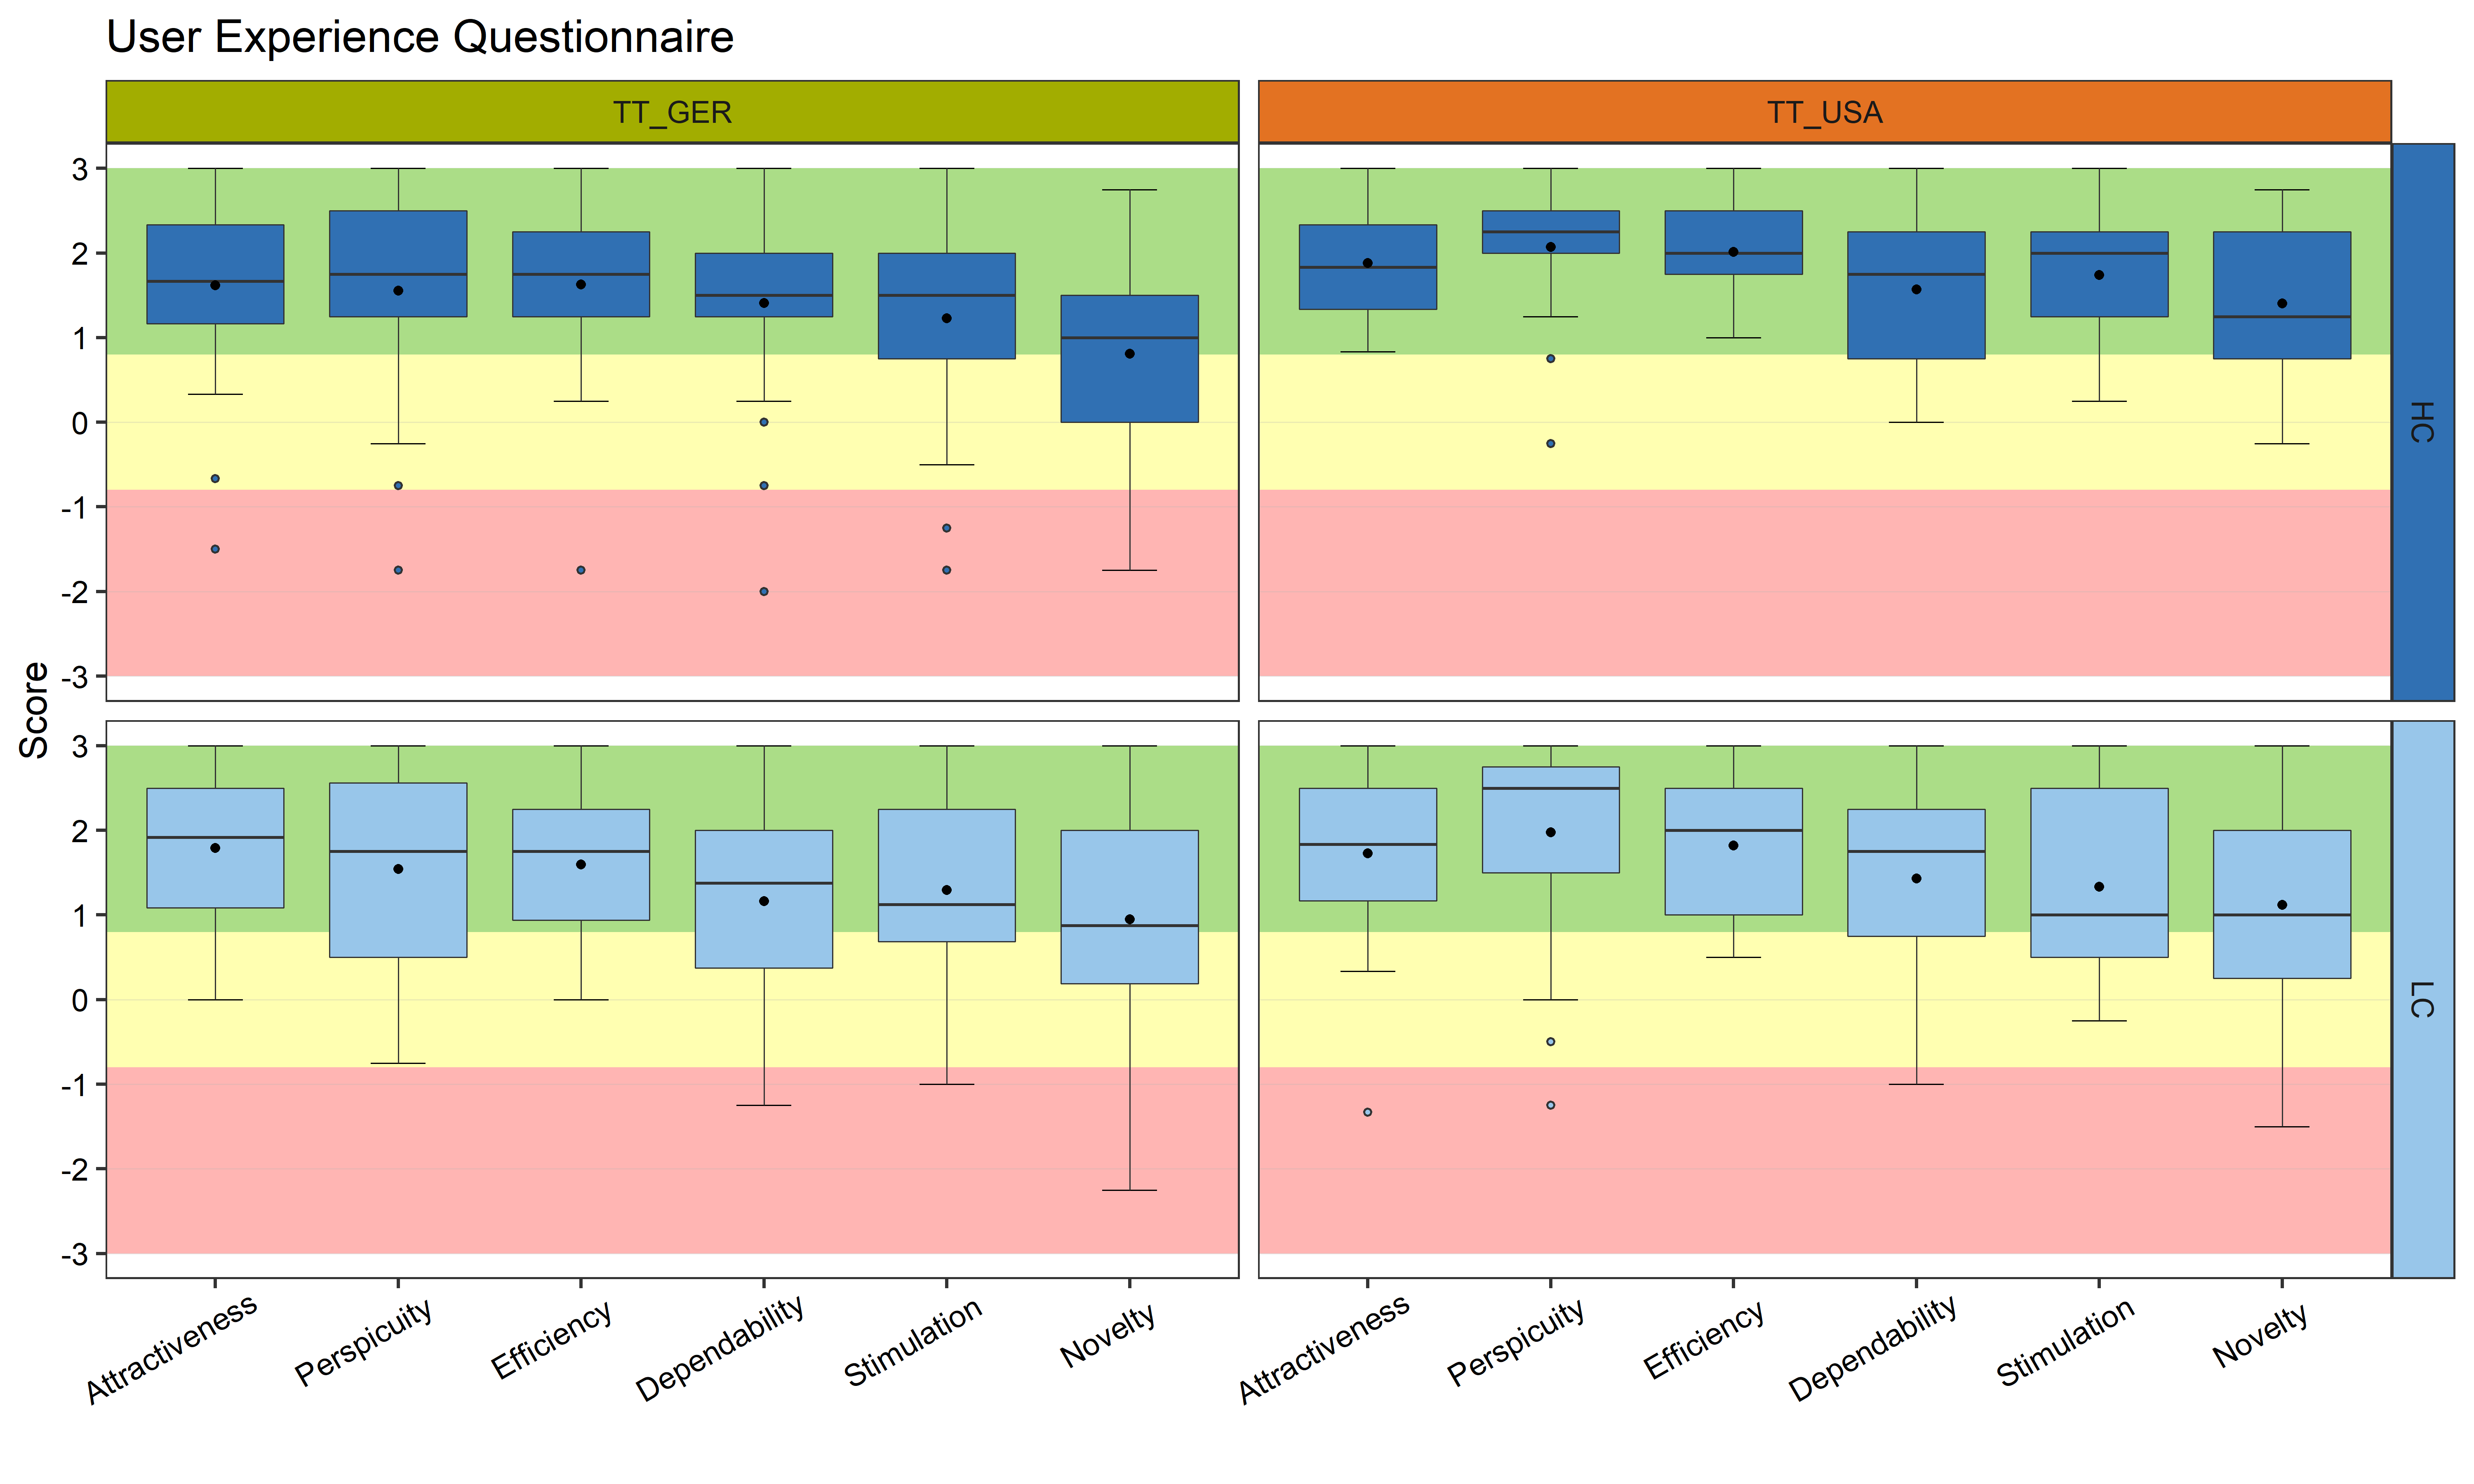 User Experience Questionnaire
TT_GER
TT_USA
3
2
1
0
-1
-2
-3
HC
Score
3
2
1
0
-1
-2
-3
LC
Attractiveness
Perspicuity
Efficiency
Dependability
Stimulation
Novelty
Attractiveness
Perspicuity
Efficiency
Dependability
Stimulation
Novelty